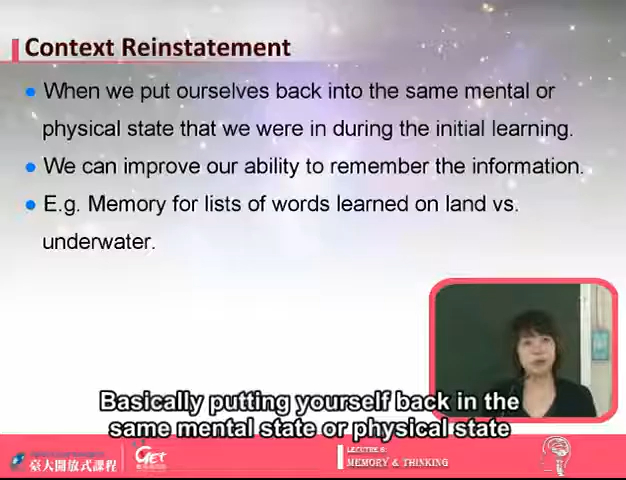 Context Reinstatement
When we put ourselves back into the same mental or
physical state that we were in during the initial learning.
We can improve our ability to remember the information.
E.g. Memory for lists of words learned on land vs.
underwater.
Basically putting yourself back in the
same mental state or physical state
臺大開放式課程
GET
LECUTRE 6:
MEMORY & THINKING